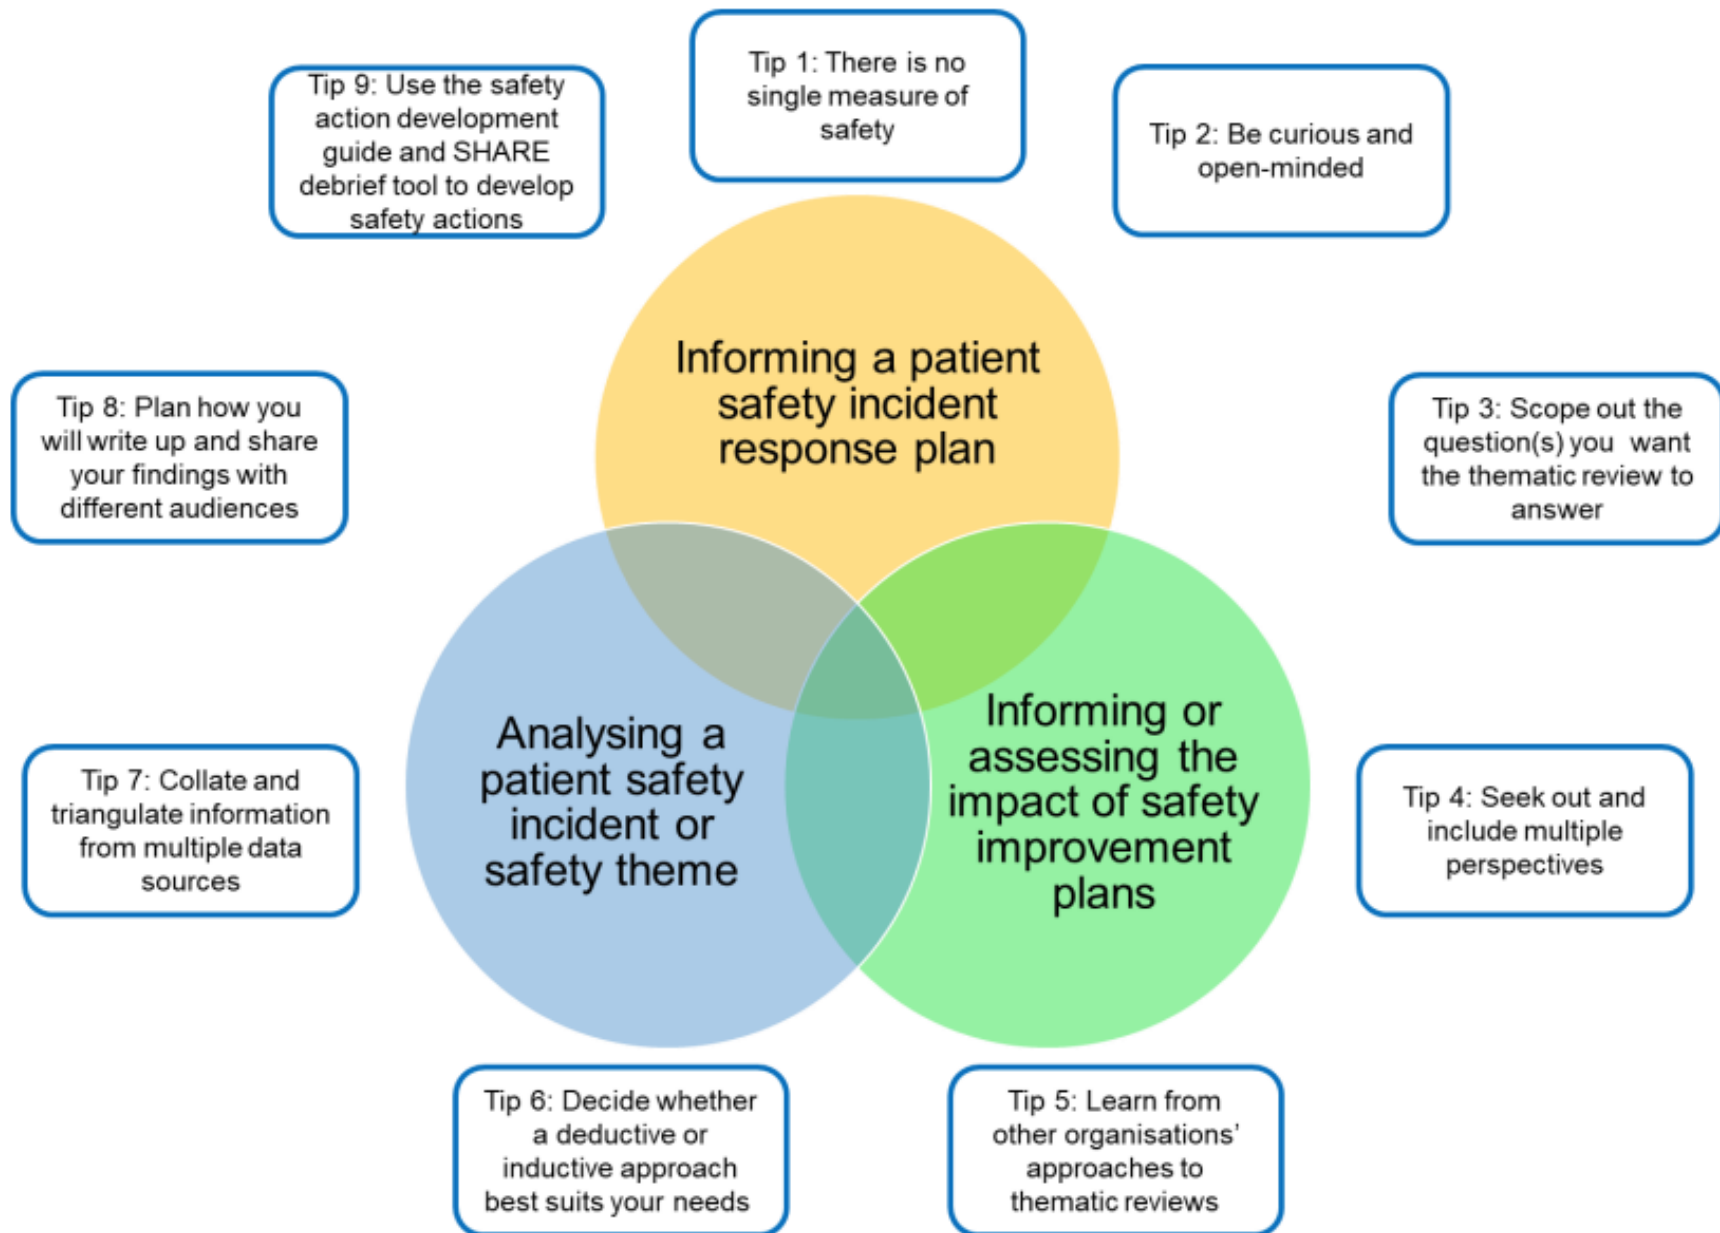 Tip 1: There is no
single measure of
safety
Tip 2: Be curious and
open-minded
Tip 3: Scope out the
question(s) you  want
the thematic review to
answer
Tip 4: Seek out and
include multiple
perspectives
Tip 5: Learn from
other organisations’
approaches to
thematic reviews
Tip 6: Decide whether
a deductive or
inductive approach
best suits your needs
Tip 7: Collate and
triangulate information
from multiple data
sources
Tip 8: Plan how you
will write up and share
your findings with
different audiences
Tip 9: Use the safety
action development
guide and SHARE
debrief tool to develop
safety actions
Informing a patient
safety incident
response plan
Analysing a
patient safety
incident or
safety theme
Informing or
assessing the
impact of safety
improvement
plans